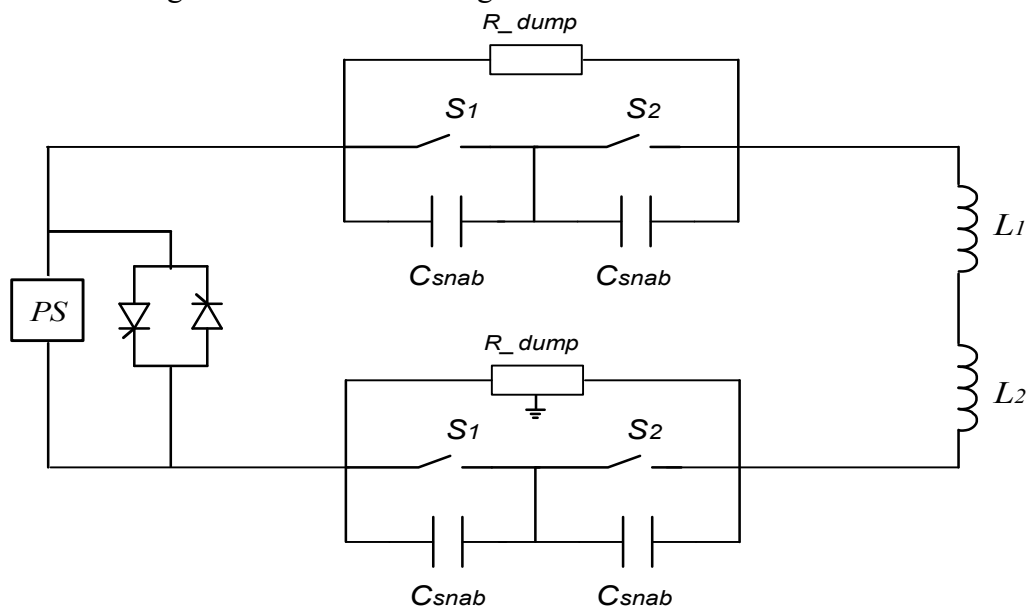 R_dump
S1 S2
Csnab Csnab
L1
PS
R_dump
L2
S1 S2
Csnab Csnab